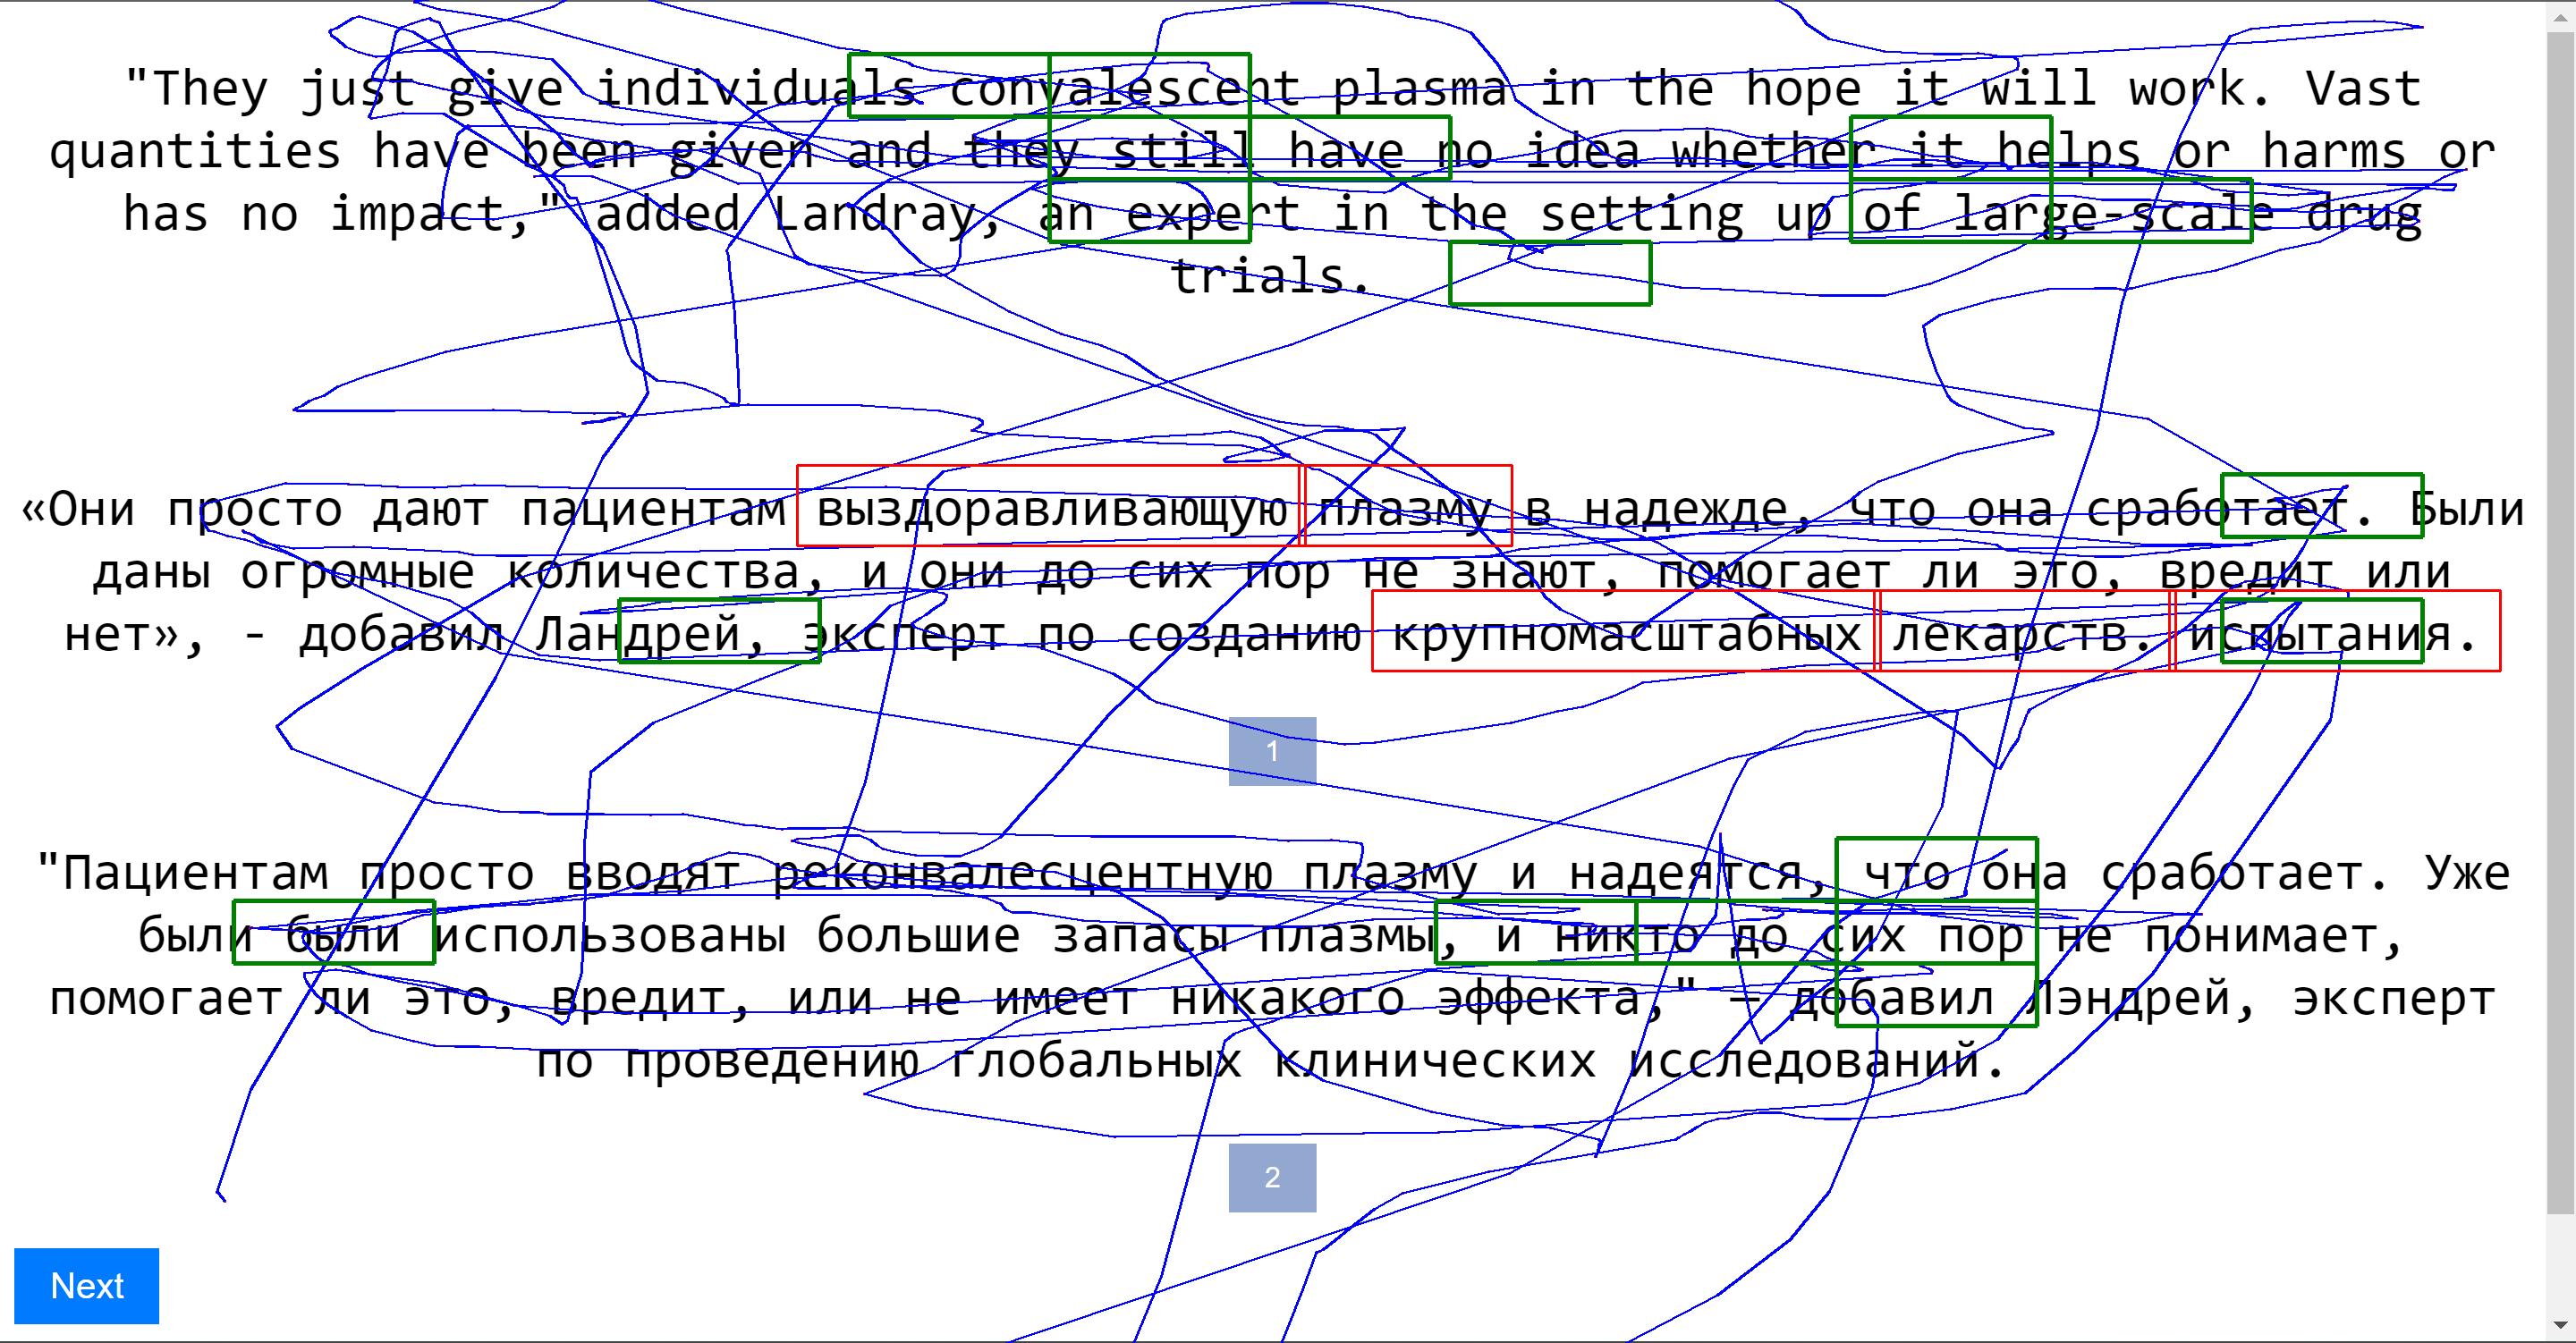 "They just give individuals convalescent plasma in the hope it will work. Vast
quantities have been given and they still have no idea whether it helps or harms or
has no impact," added Landray, an expert in the setting up of large-scale drug
trials.
«Они просто дают пациентам выздоравливающую плазму в надежде, что она сработает. Были
даны огромные количества, и они до сих пор не знают, помогает ли это, вредит или
нет», - добавил Ландрей, эксперт по созданию крупномасштабных лекарств. испытания.
1
"Пациентам просто вводят реконвалесцентную плазму и надеятся, что она сработает. Уже
были были использованы большие запасы плазмы, и никто до сих пор не понимает,
помогает ли это, вредит, или не имеет никакого эффекта," – добавил Лэндрей, эксперт
по проведению глобальных клинических исследований.
2
Next